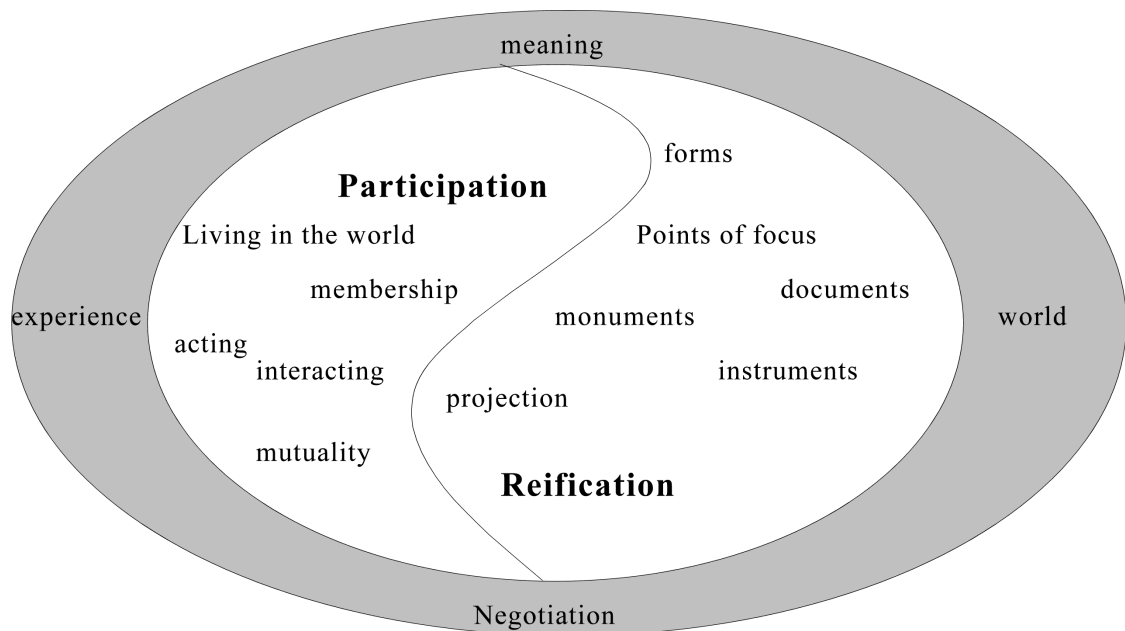 meaning
forms
Participation
Living in the world
Points of focus
membership
documents
experience
monuments
world
acting
interacting
instruments
projection
mutuality
Reification
Negotiation